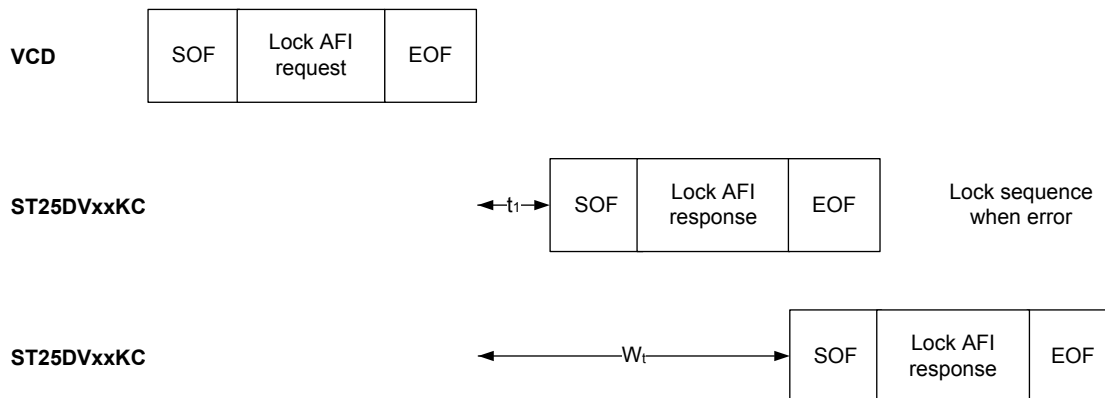 VCD SOF Lock AFI request EOF
ST25DVxxKC t1 SOF Lock AFI response EOF Lock sequence when error
ST25DVxxKC Wt SOF Lock AFI response EOF